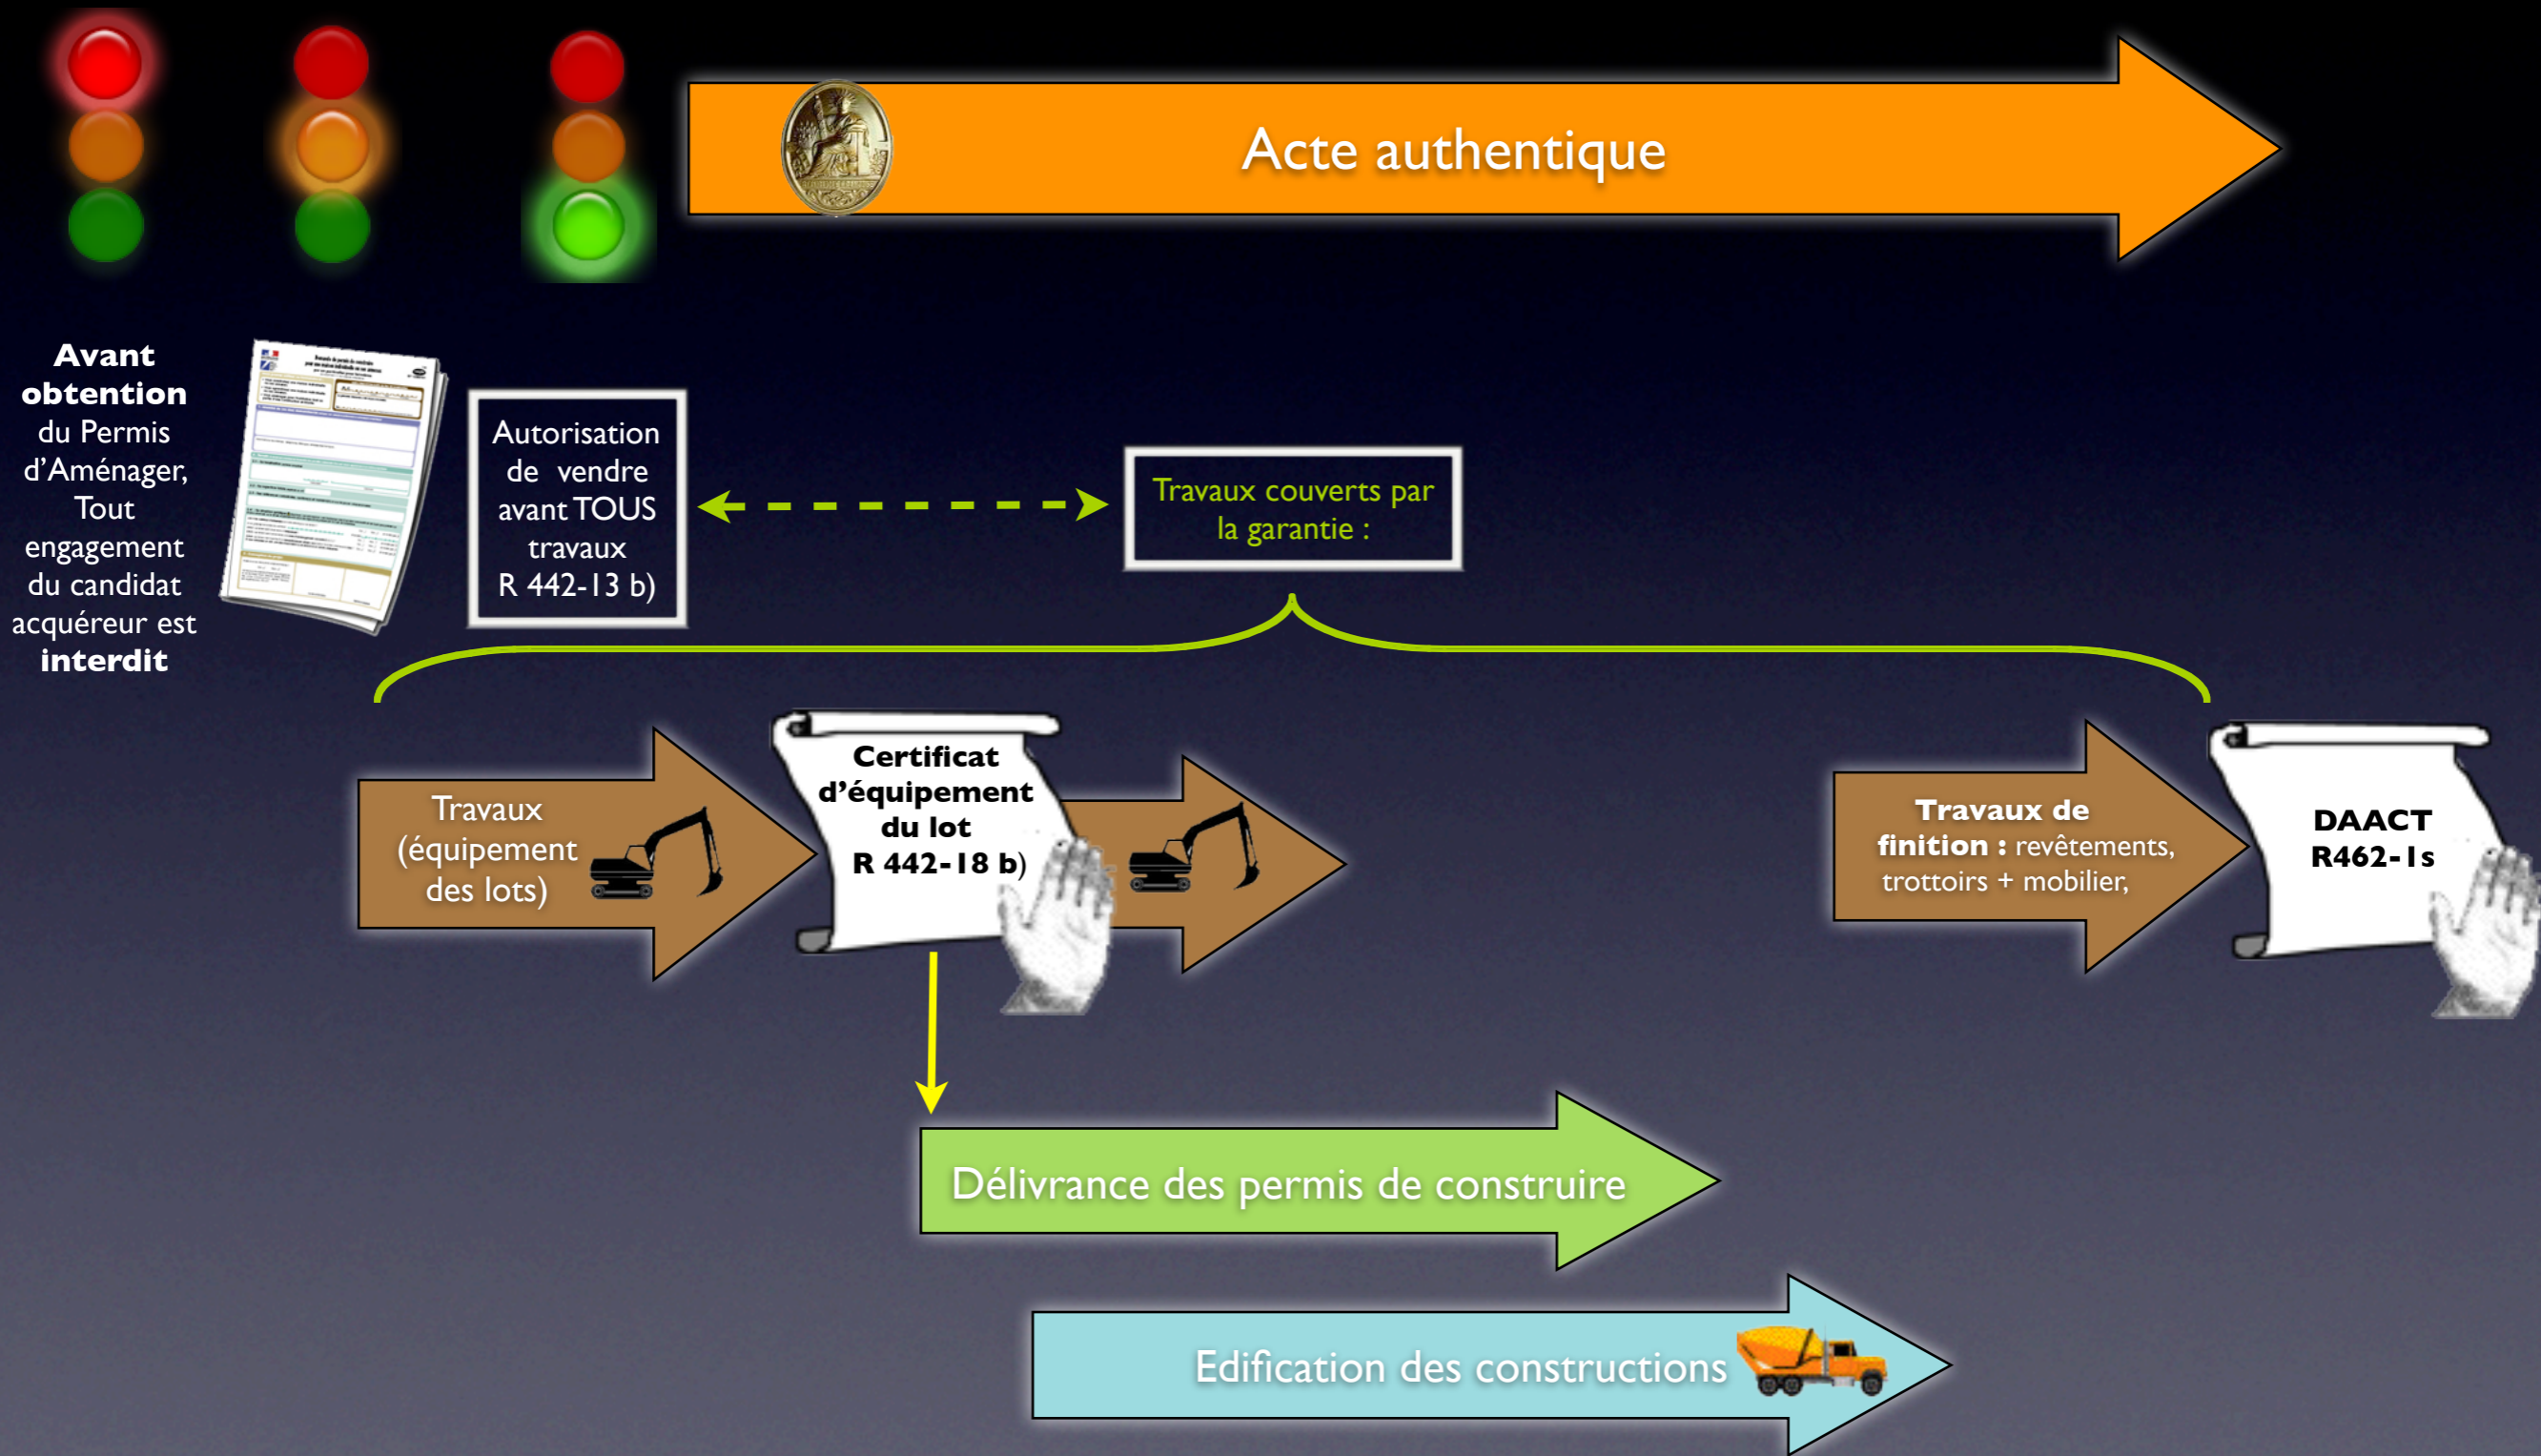 Acte authentique
Avant
obtention
du Permis
d'Aménager,
Tout
engagement
du candidat
acquéreur est
interdit
Autorisation
de vendre
avant TOUS
travaux
R 442-13 b)
Travaux couverts par
la garantie :
Travaux
(équipement
des lots)
Certificat
d'équipement
du lot
R 442-18 b)
Travaux de
finition : revêtements,
trottoirs + mobilier,
DAACT
R462-1s
Délivrance des permis de construire
Edification des constructions